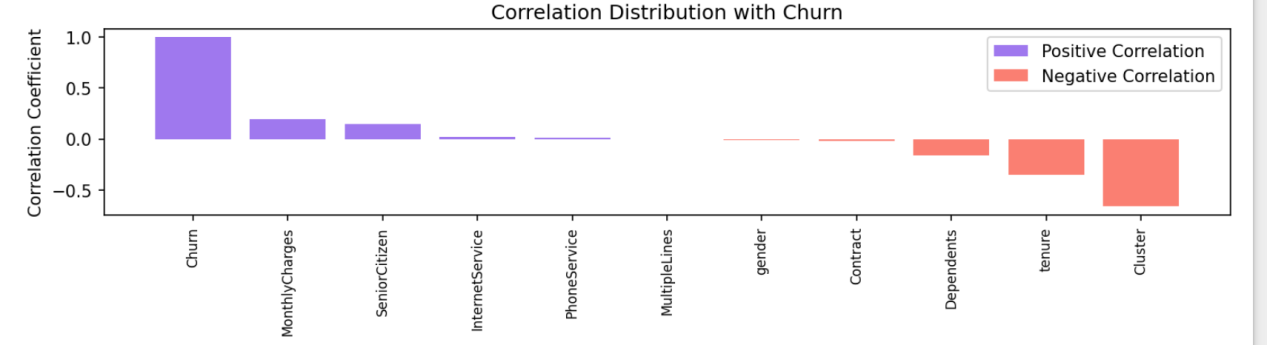 Correlation Distribution with Churn
Correlation Coefficient
1.0
0.5
0.0
−0.5
Positive Correlation
Negative Correlation
Churn
MonthlyCharges
SeniorCitizen
InternetService
PhoneService
MultipleLines
gender
Contract
Dependents
tenure
Cluster